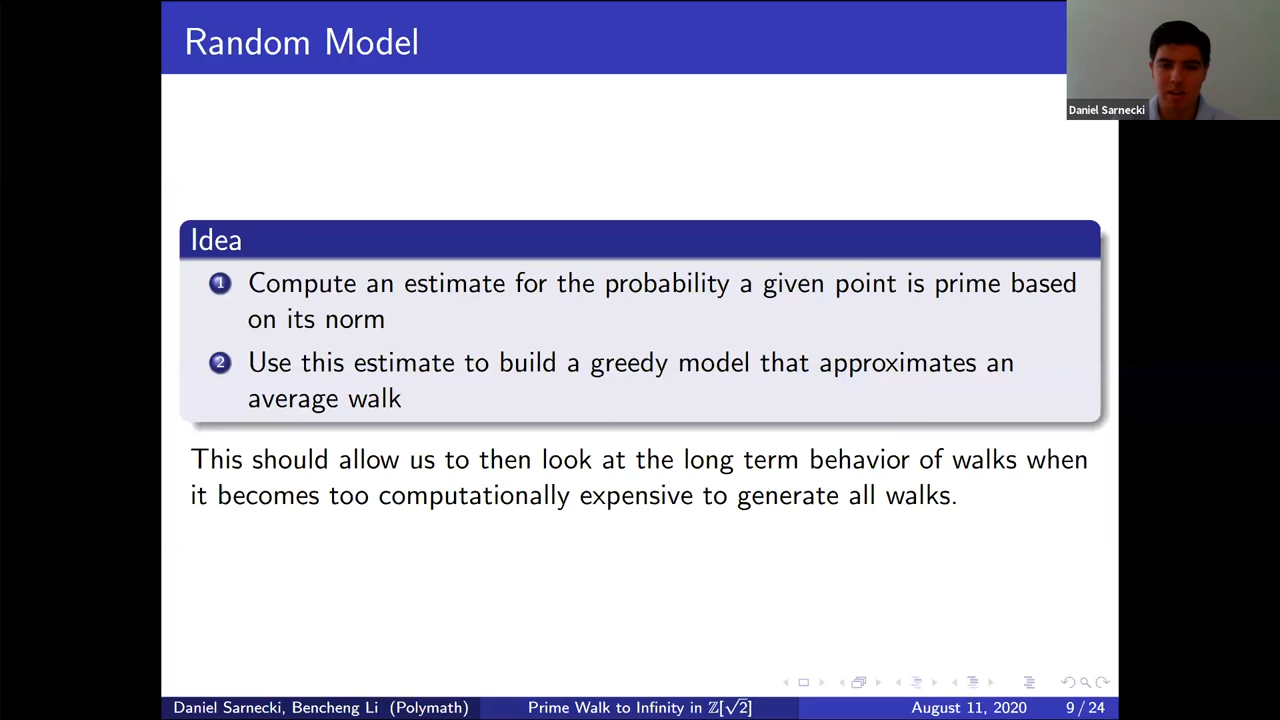 Random Model
Daniel Sarnecki
Idea
1 Compute an estimate for the probability a given point is prime based
on its norm
2 Use this estimate to build a greedy model that approximates an
average walk
This should allow us to then look at the long term behavior of walks when
it becomes too computationally expensive to generate all walks.
Daniel Sarnecki, Bencheng Li (Polymath) Prime Walk to Infinity in ℤ[√2] August 11, 2020 9 / 24